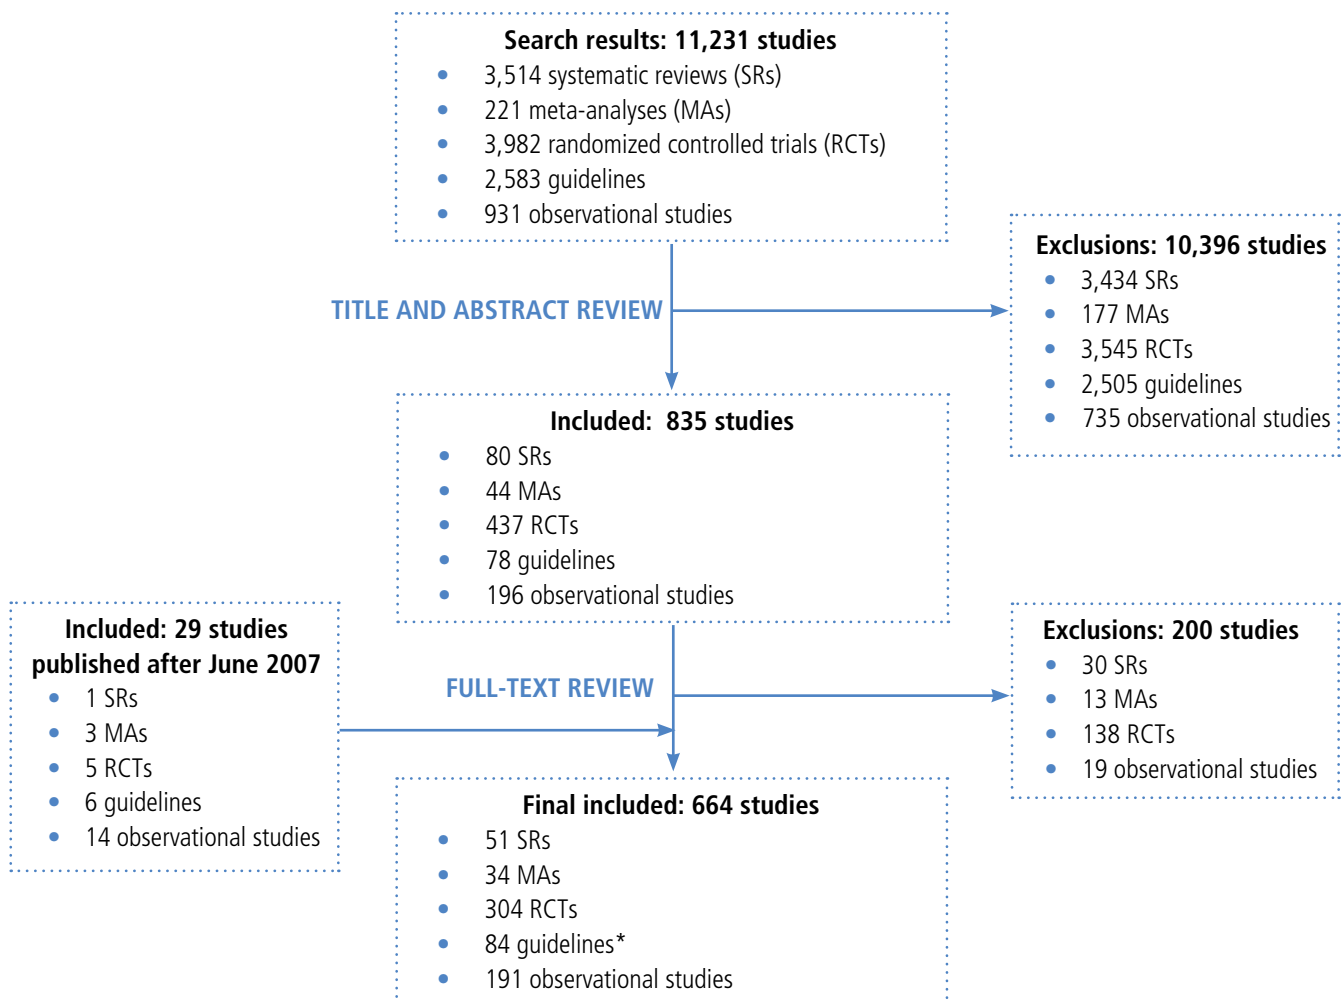 Search results: 11,231 studies
• 3,514 systematic reviews (SRs)
• 221 meta-analyses (MAs)
• 3,982 randomized controlled trials (RCTs)
• 2,583 guidelines
• 931 observational studies
TITLE AND ABSTRACT REVIEW
Exclusions: 10,396 studies
• 3,434 SRs
• 177 MAs
• 3,545 RCTs
• 2,505 guidelines
• 735 observational studies
Included: 835 studies
• 80 SRs
• 44 MAs
• 437 RCTs
• 78 guidelines
• 196 observational studies
Included: 29 studies
published after June 2007
• 1 SRs
• 3 MAs
• 5 RCTs
• 6 guidelines
• 14 observational studies
FULL-TEXT REVIEW
Exclusions: 200 studies
• 30 SRs
• 13 MAs
• 138 RCTs
• 19 observational studies
Final included: 664 studies
• 51 SRs
• 34 MAs
• 304 RCTs
• 84 guidelines*
• 191 observational studies